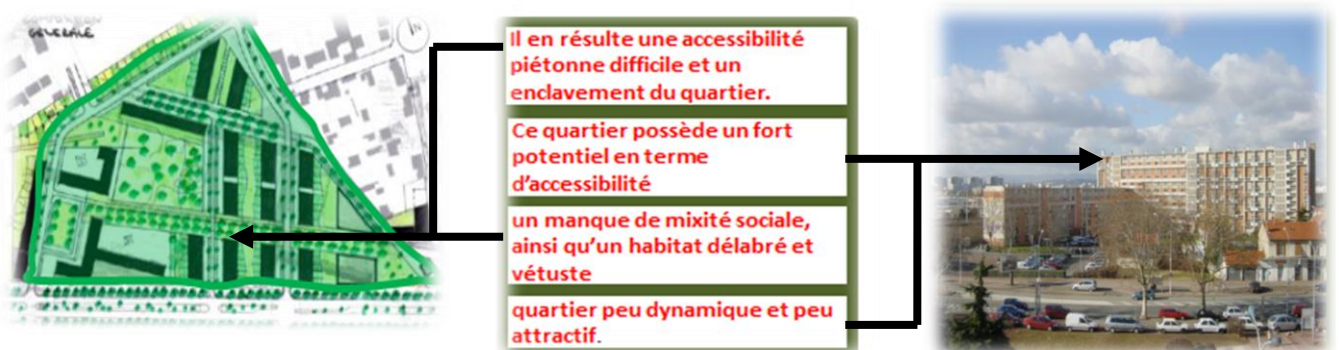 GENERALE
N
Il en résulte une accessibilité
piétonne difficile et un
enclavement du quartier.
Ce quartier possède un fort
potentiel en terme
d'accessibilité
un manque de mixité sociale,
ainsi qu'un habitat délabré et
vétuste
quartier peu dynamique et peu
attractif.